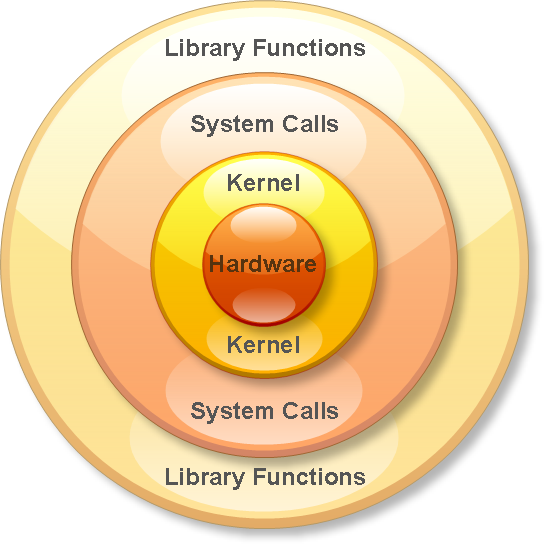 Library Functions
System Calls
Kernel
Hardware
Kernel
System Calls
Library Functions